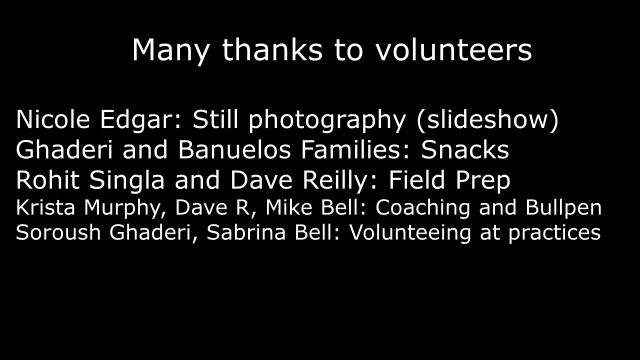 Many thanks to volunteers
Nicole Edgar: Still photography (slideshow)
Ghaderi and Banuelos Families: Snacks
Rohit Singla and Dave Reilly: Field Prep
Krista Murphy, Dave R, Mike Bell: Coaching and Bullpen
Soroush Ghaderi, Sabrina Bell: Volunteeing at practices